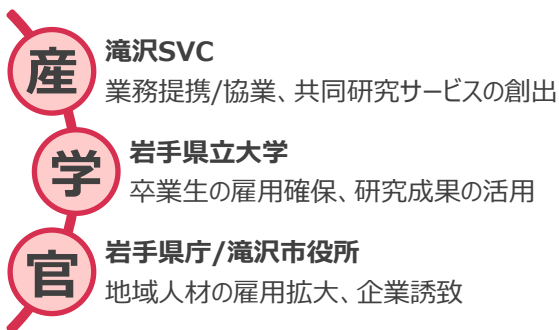 産
滝沢SVC
業務提携/協業、共同研究サービスの創出
学
岩手県立大学
卒業生の雇用確保、研究成果の活用
官
岩手県庁/滝沢市役所
地域人材の雇用拡大、企業誘致